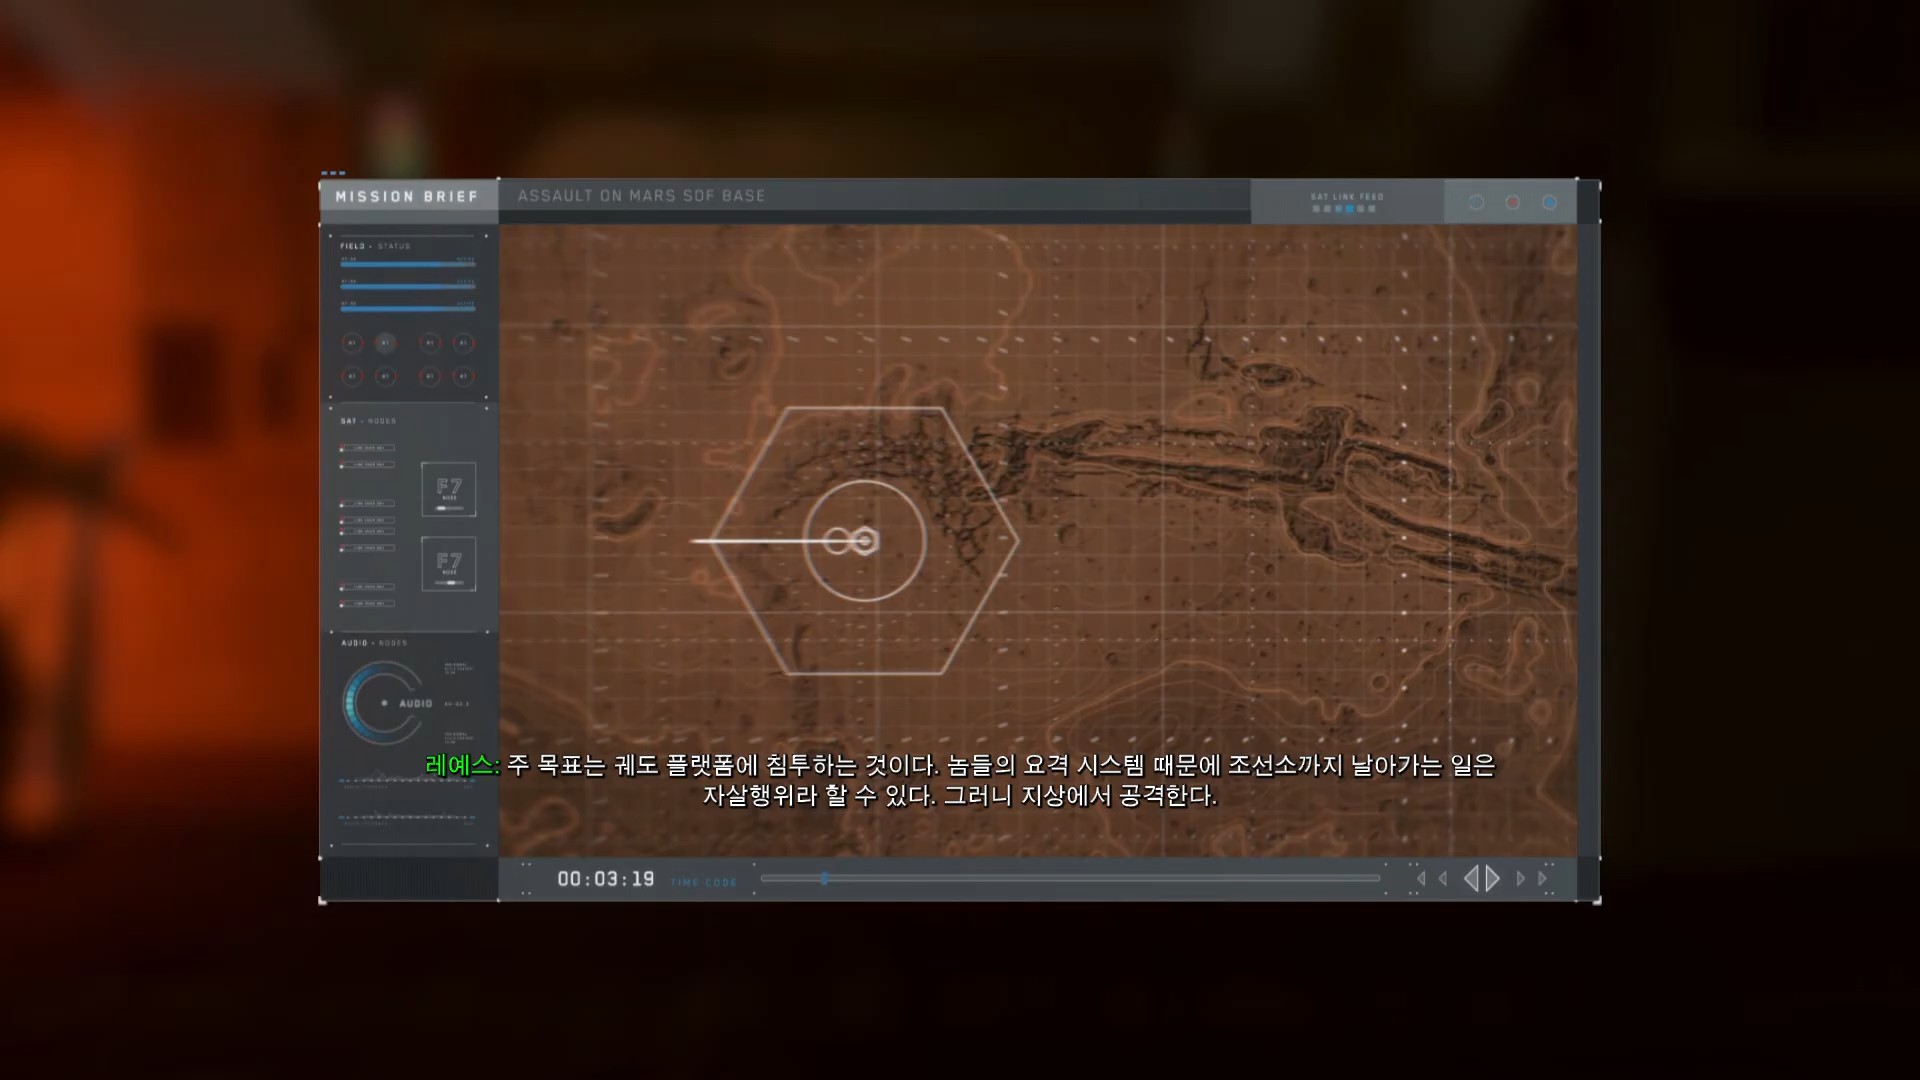 MISSION BRIEF
ASSAULT ON MARS SDF BASE
SAT LINK FEED
FIELD - STATUS
SAT - NODES
F7
NODE
F7
NODE
AUDIO - NODES
AUDIO
레예스: 주 목표는 궤도 플랫폼에 침투하는 것이다. 놈들의 요격 시스템 때문에 조선소까지 날아가는 일은
자살행위라 할 수 있다. 그러니 지상에서 공격한다.
00:03:19 TIME CODE